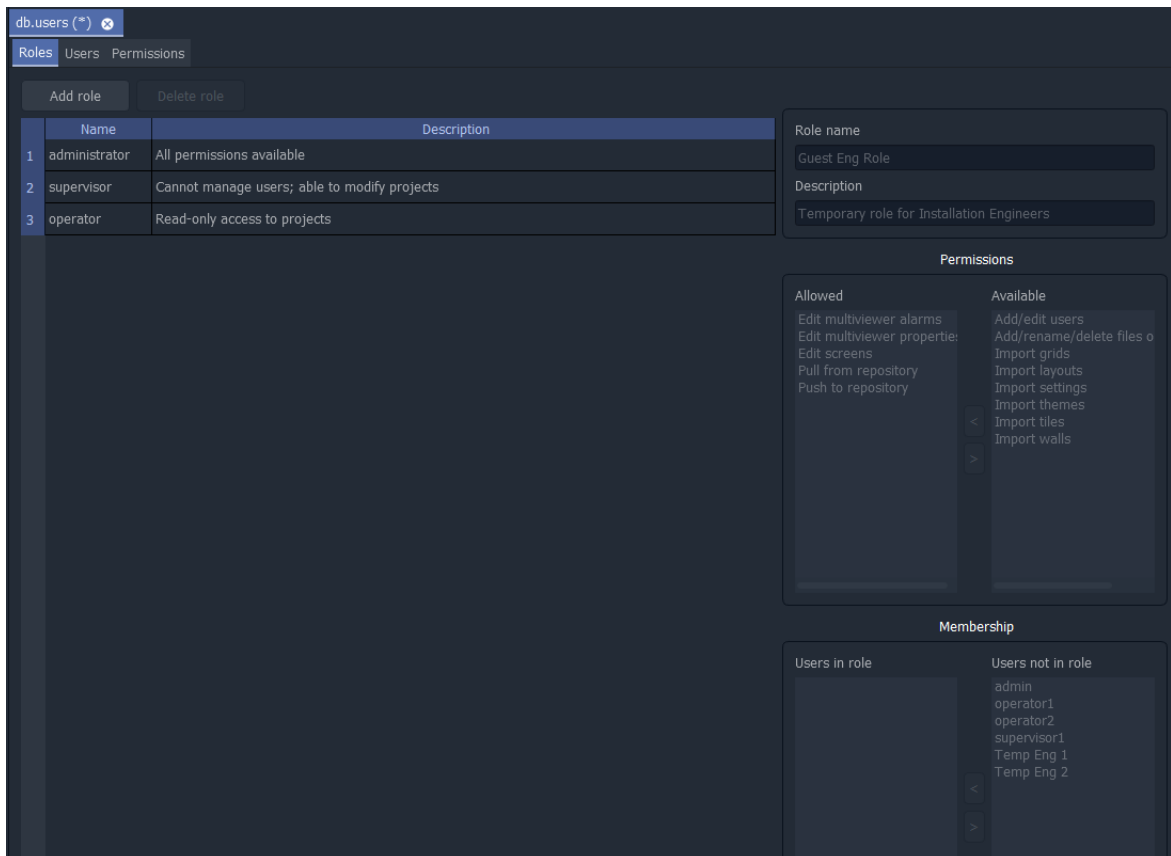 db.users (*)
Roles Users Permissions
Add role Delete role
Name Description
1 administrator All permissions available
2 supervisor Cannot manage users; able to modify projects
3 operator Read-only access to projects
Role name
Guest Eng Role
Description
Temporary role for Installation Engineers
Permissions
Allowed
Edit multiviewer alarms
Edit multiviewer properties
Edit screens
Pull from repository
Push to repository
<
>
Available
Add/edit users
Add/rename/delete files o
Import grids
Import layouts
Import settings
Import themes
Import tiles
Import walls
Membership
Users in role
<
>
Users not in role
admin
operator1
operator2
supervisor1
Temp Eng 1
Temp Eng 2